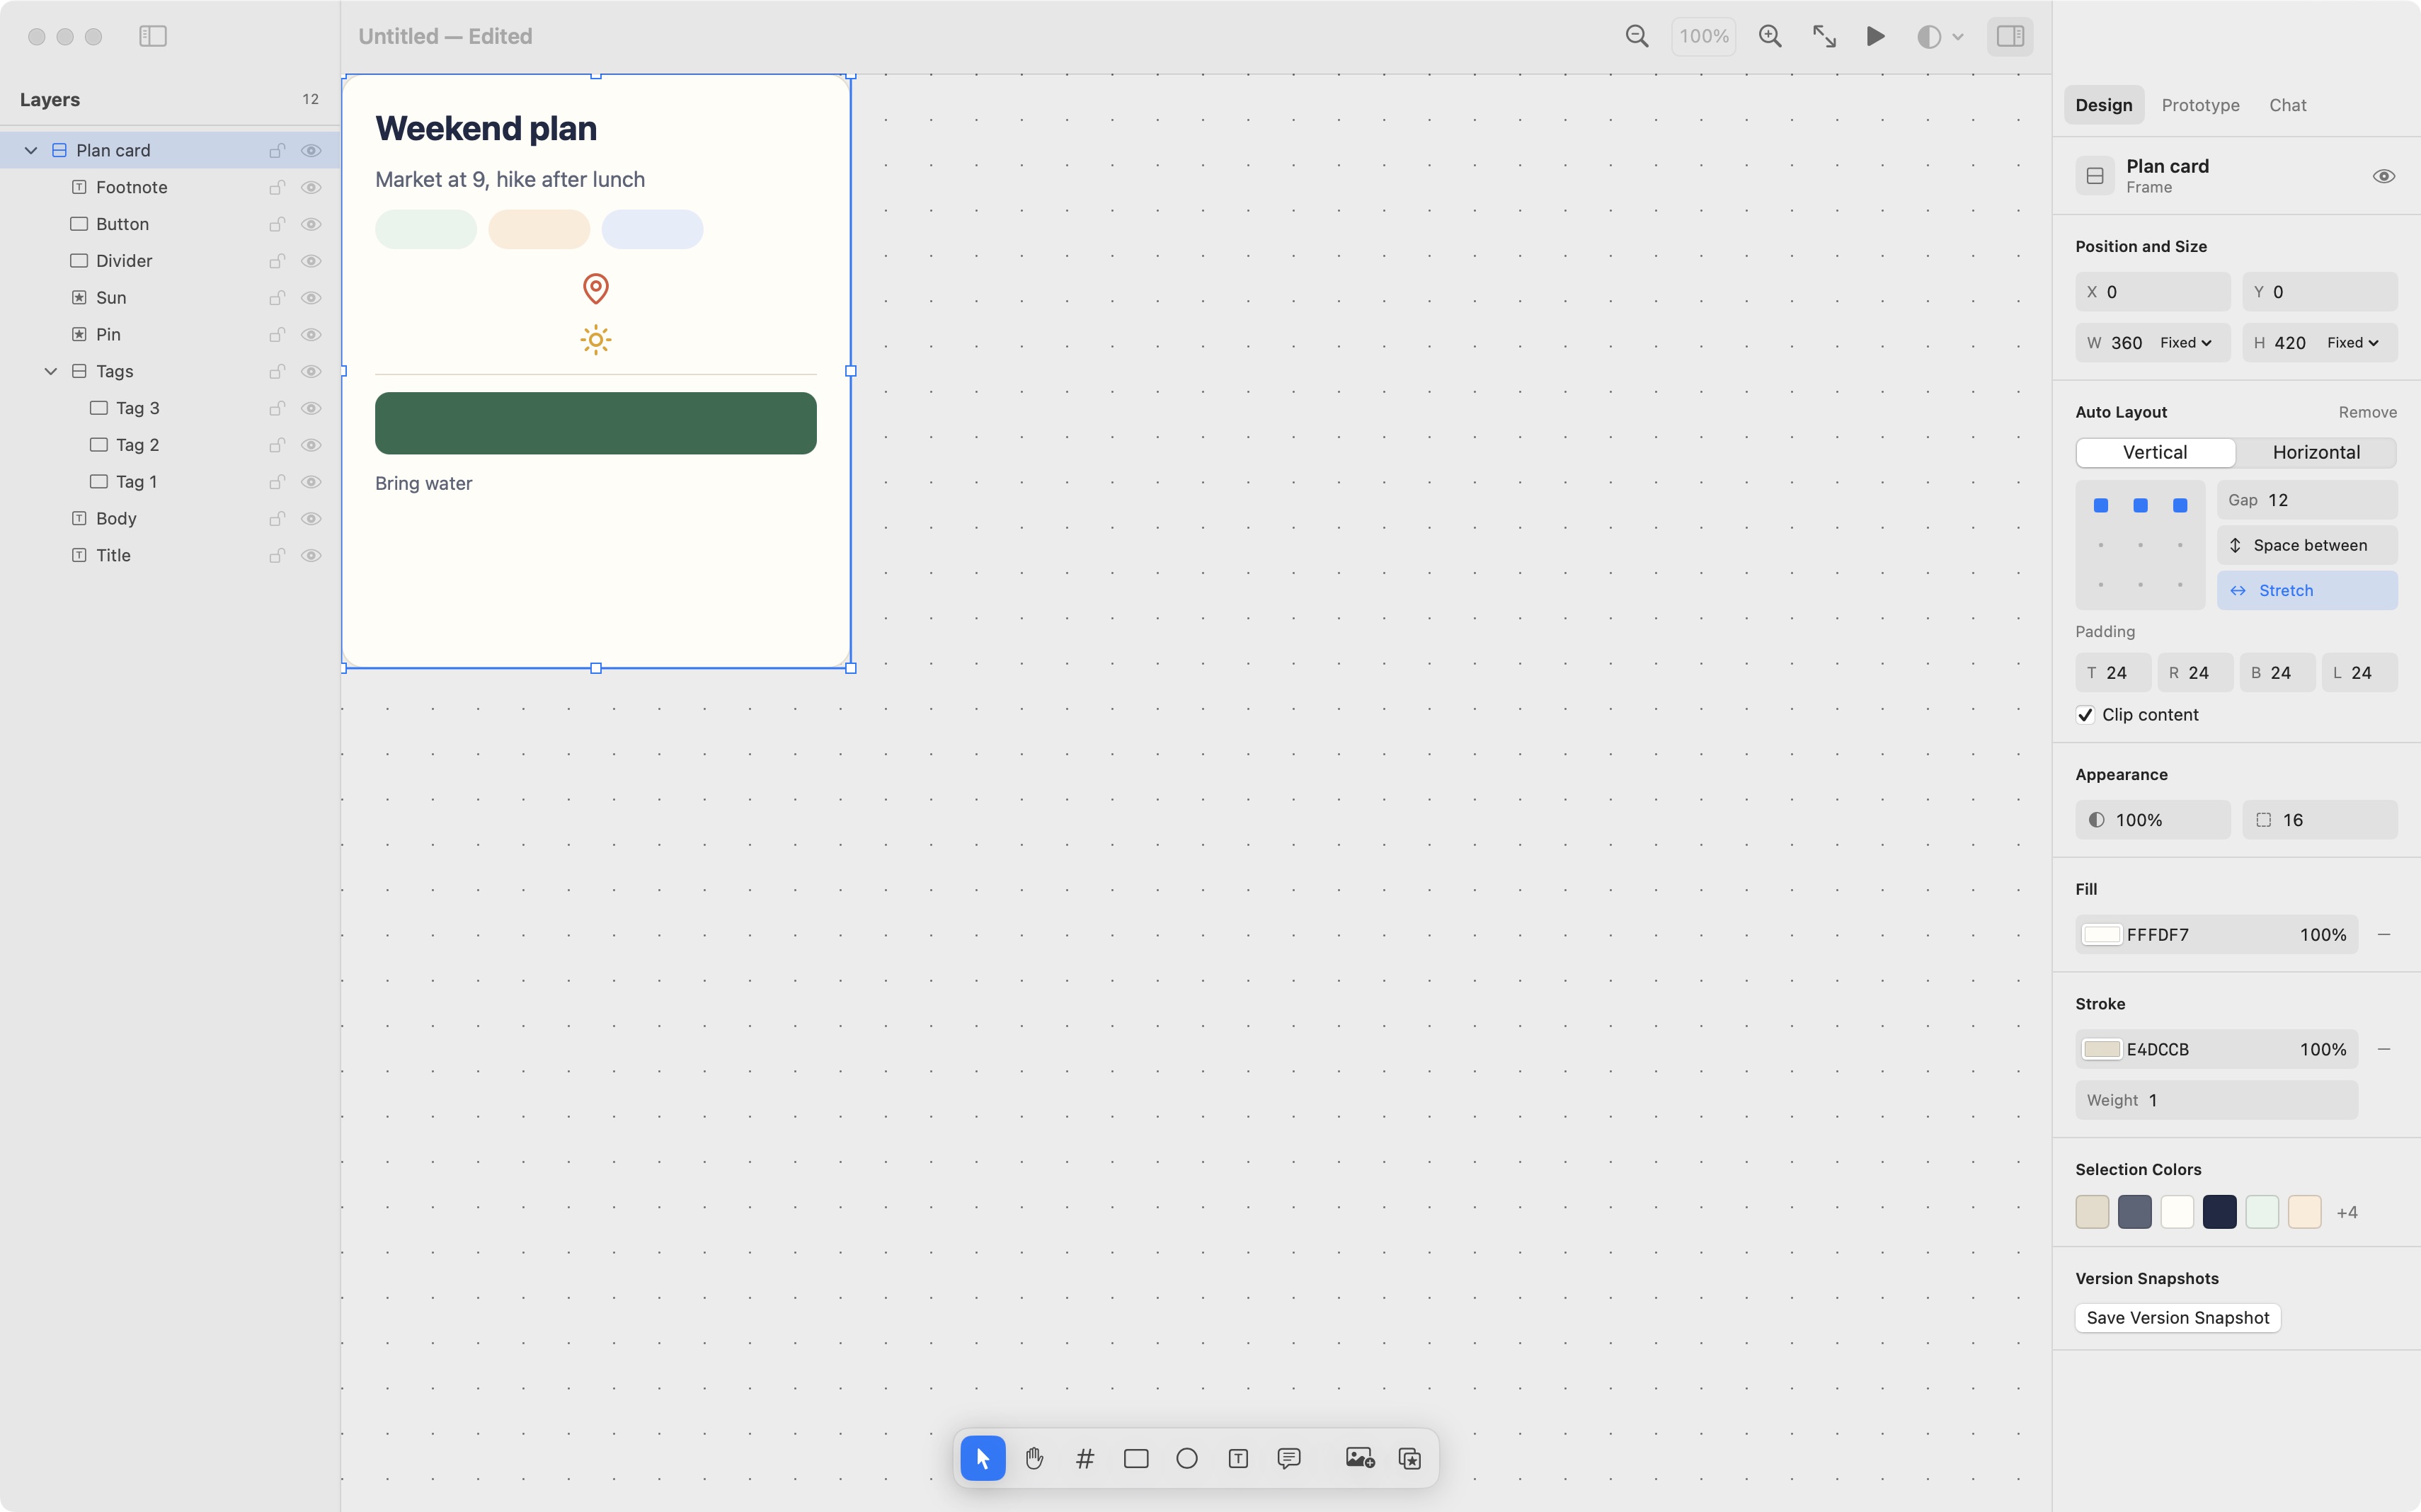 Untitled — Edited
100%
Layers
12
Plan card
Footnote
Button
Divider
Sun
Pin
Tags
Tag 3
Tag 2
Tag 1
Body
Title
Weekend plan
Market at 9, hike after lunch
Bring water
Design Prototype Chat
Plan card
Frame
Position and Size
X 0 Y 0
W 360 Fixed H 420 Fixed
Auto Layout Remove
Vertical Horizontal
Gap 12
Space between
Stretch
Padding
T 24 R 24 B 24 L 24
Clip content
Appearance
100% 16
Fill
FFFDF7 100%
Stroke
E4DCCB 100%
Weight 1
Selection Colors
+4
Version Snapshots
Save Version Snapshot